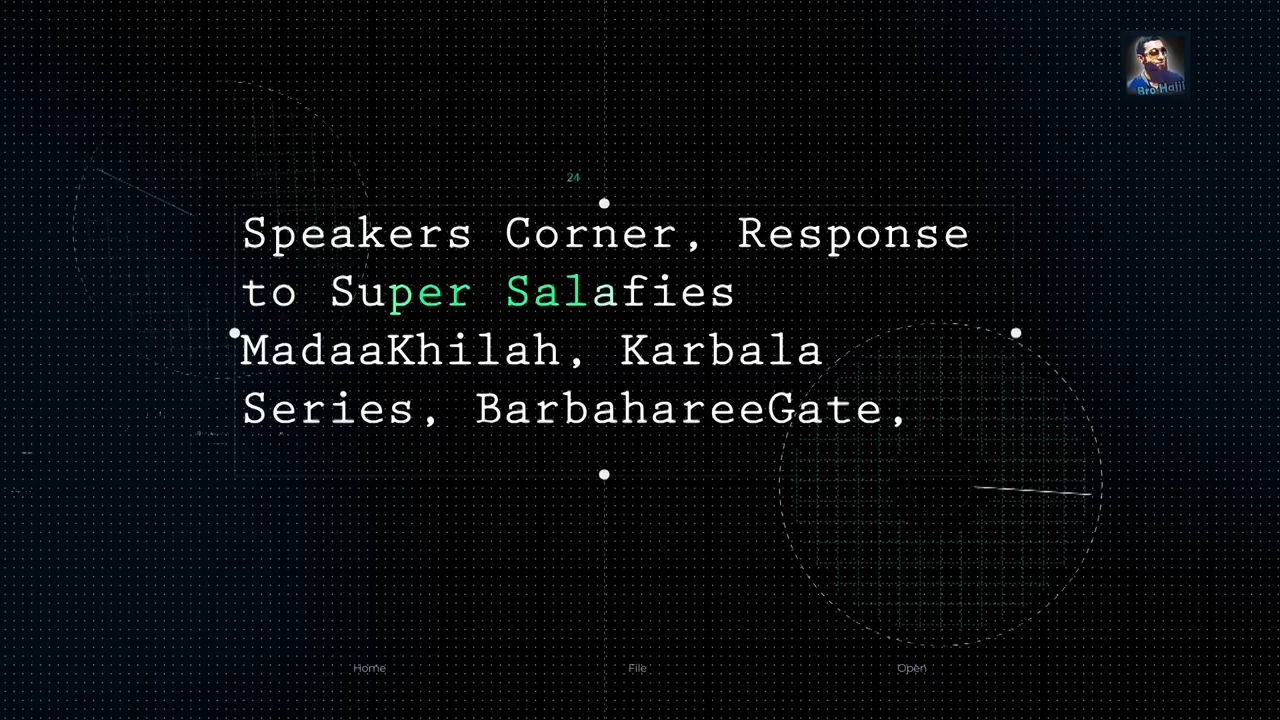 Bro Hajji
24
Speakers Corner, Response
to Super Salafies
MadaaKhilah, Karbala
Series, BarbahareeGate,
Home
File
Open